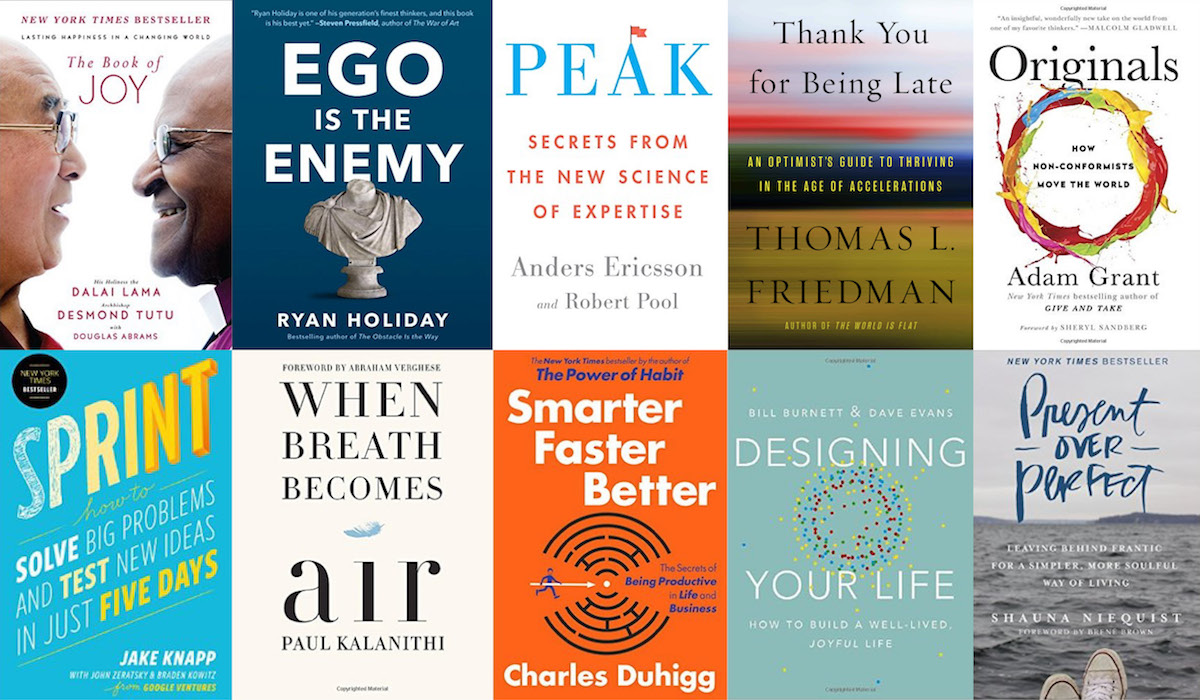 NEW YORK TIMES BESTSELLER
LASTING HAPPINESS IN A CHANGING WORLD
The Book of
JOY
His Holiness the
DALAI LAMA
Archbishop
DESMOND TUTU
with
DOUGLAS ABRAMS
"Ryan Holiday is one of his generation's finest thinkers, and this book
is his best yet." —Steven Pressfield, author of The War of Art
EGO
IS THE
ENEMY
RYAN HOLIDAY
Bestselling author of The Obstacle Is the Way
PEAK
SECRETS FROM
THE NEW SCIENCE
OF EXPERTISE
Anders Ericsson
and Robert Pool
Thank You
for Being Late
AN OPTIMIST'S GUIDE TO THRIVING
IN THE AGE OF ACCELERATIONS
THOMAS L.
FRIEDMAN
AUTHOR OF THE WORLD IS FLAT
Copyrighted Material
"An insightful, wonderfully new take on the world from
one of my favorite thinkers." —MALCOLM GLADWELL
Originals
HOW
NON-CONFORMISTS
MOVE THE WORLD
Adam Grant
New York Times bestselling author of
GIVE AND TAKE
Foreword by SHERYL SANDBERG
Copyrighted Material
NEW YORK
TIMES
BESTSELLER
SPRINT
how to
SOLVE BIG PROBLEMS
AND TEST NEW IDEAS
IN JUST FIVE DAYS
JAKE KNAPP
WITH JOHN ZERATSKY & BRADEN KOWITZ
from GOOGLE VENTURES
FOREWORD BY ABRAHAM VERGHESE
WHEN
BREATH
BECOMES
air
PAUL KALANITHI
Copyrighted Material
The New York Times bestseller by the author of
The Power of Habit
Smarter
Faster
Better
The Secrets of
Being Productive
in Life and
Business
Charles Duhigg
Copyrighted Material
BILL BURNETT & DAVE EVANS
DESIGNING
YOUR LIFE
HOW TO BUILD A WELL-LIVED,
JOYFUL LIFE
Copyrighted Material
NEW YORK TIMES BESTSELLER
Present
OVER
PERFECT
LEAVING BEHIND FRANTIC
FOR A SIMPLER, MORE SOULFUL
WAY OF LIVING
SHAUNA NIEQUIST
FOREWORD BY BRENÉ BROWN